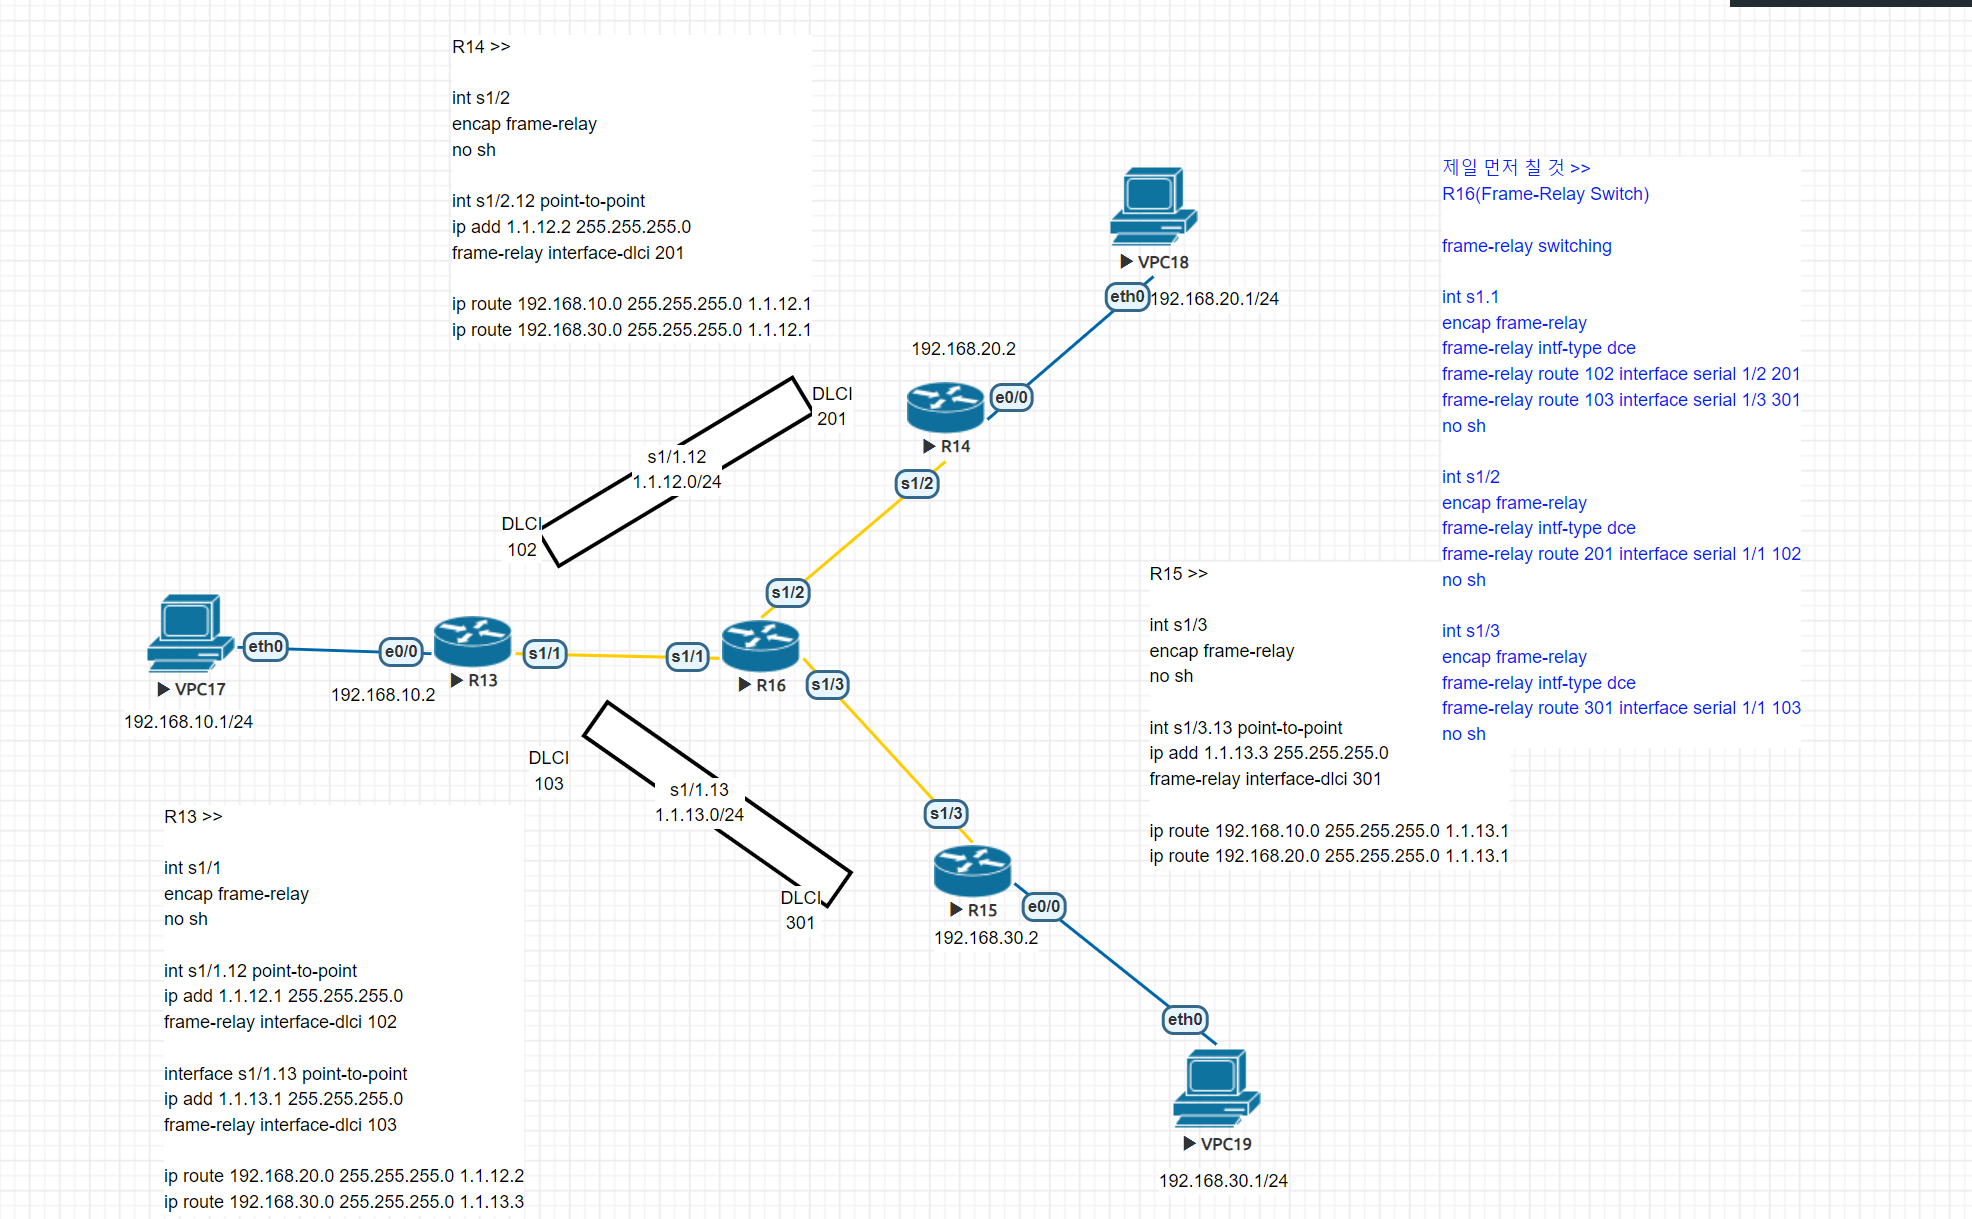 R14 >>
int s1/2
encap frame-relay
no sh
int s1/2.12 point-to-point
ip add 1.1.12.2 255.255.255.0
frame-relay interface-dlci 201
ip route 192.168.10.0 255.255.255.0 1.1.12.1
ip route 192.168.30.0 255.255.255.0 1.1.12.1
VPC18
eth0
192.168.20.1/24
제일 먼저 칠 것 >>
R16(Frame-Relay Switch)
frame-relay switching
int s1.1
encap frame-relay
frame-relay intf-type dce
frame-relay route 102 interface serial 1/2 201
frame-relay route 103 interface serial 1/3 301
no sh
int s1/2
encap frame-relay
frame-relay intf-type dce
frame-relay route 201 interface serial 1/1 102
no sh
int s1/3
encap frame-relay
frame-relay intf-type dce
frame-relay route 301 interface serial 1/1 103
no sh
192.168.20.2
e0/0
R14
s1/2
DLCI
201
s1/1.12
1.1.12.0/24
DLCI
102
s1/2
eth0
VPC17
192.168.10.1/24
e0/0
R13
192.168.10.2
s1/1
s1/1
R16
s1/3
DLCI
103
s1/1.13
1.1.13.0/24
DLCI
301
s1/3
R15
192.168.30.2
e0/0
R15 >>
int s1/3
encap frame-relay
no sh
int s1/3.13 point-to-point
ip add 1.1.13.3 255.255.255.0
frame-relay interface-dlci 301
ip route 192.168.10.0 255.255.255.0 1.1.13.1
ip route 192.168.20.0 255.255.255.0 1.1.13.1
R13 >>
int s1/1
encap frame-relay
no sh
int s1/1.12 point-to-point
ip add 1.1.12.1 255.255.255.0
frame-relay interface-dlci 102
interface s1/1.13 point-to-point
ip add 1.1.13.1 255.255.255.0
frame-relay interface-dlci 103
ip route 192.168.20.0 255.255.255.0 1.1.12.2
ip route 192.168.30.0 255.255.255.0 1.1.13.3
eth0
VPC19
192.168.30.1/24